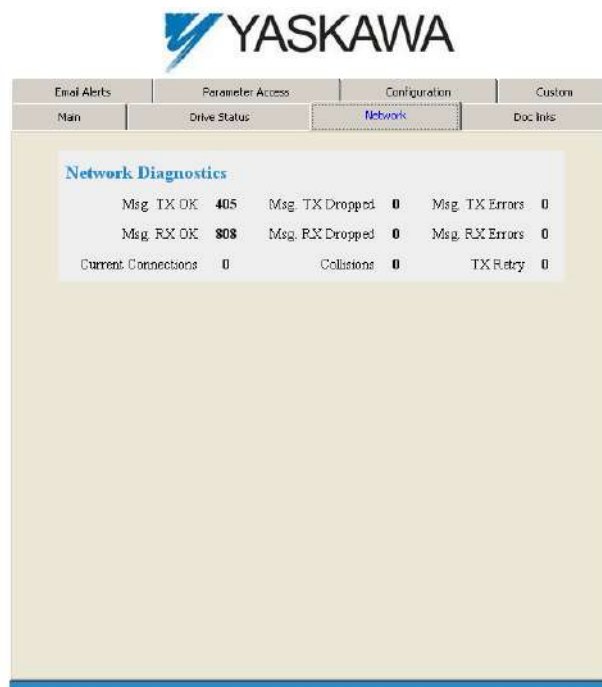 YASKAWA
Email Alerts Parameter Access Configuration Custom
Main Drive Status Network Doc links
Network Diagnostics
Msg. TX OK 405 Msg. TX Dropped 0 Msg. TX Errors 0
Msg. RX OK 808 Msg. RX Dropped 0 Msg. RX Errors 0
Current Connections 0 Collisions 0 TX Retry 0